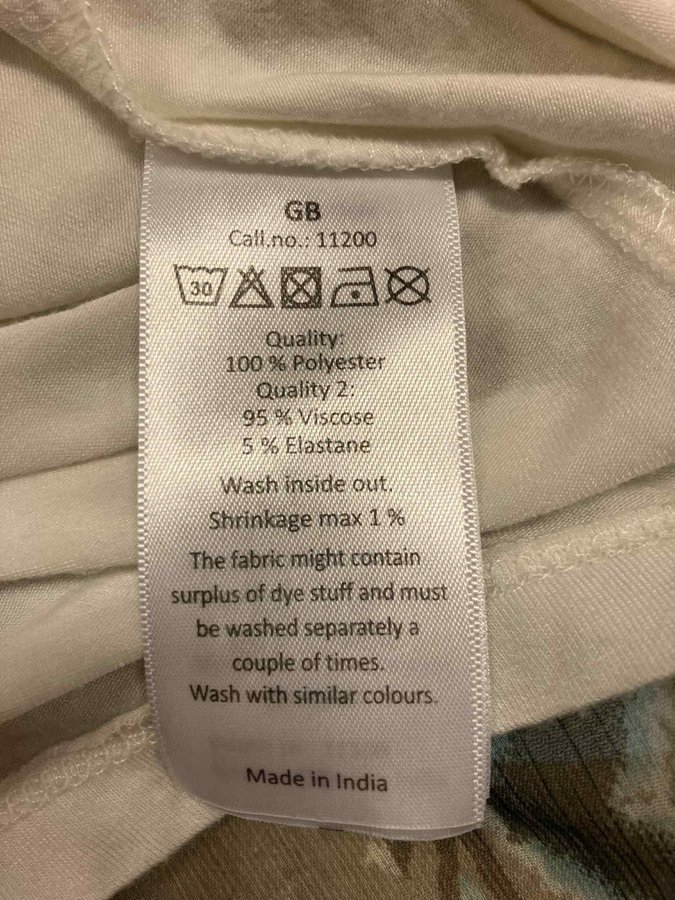 GB
Call.no.: 11200
30
Quality:
100 % Polyester
Quality 2:
95 % Viscose
5 % Elastane
Wash inside out.
Shrinkage max 1 %
The fabric might contain
surplus of dye stuff and must
be washed separately a
couple of times.
Wash with similar colours.
Made in India